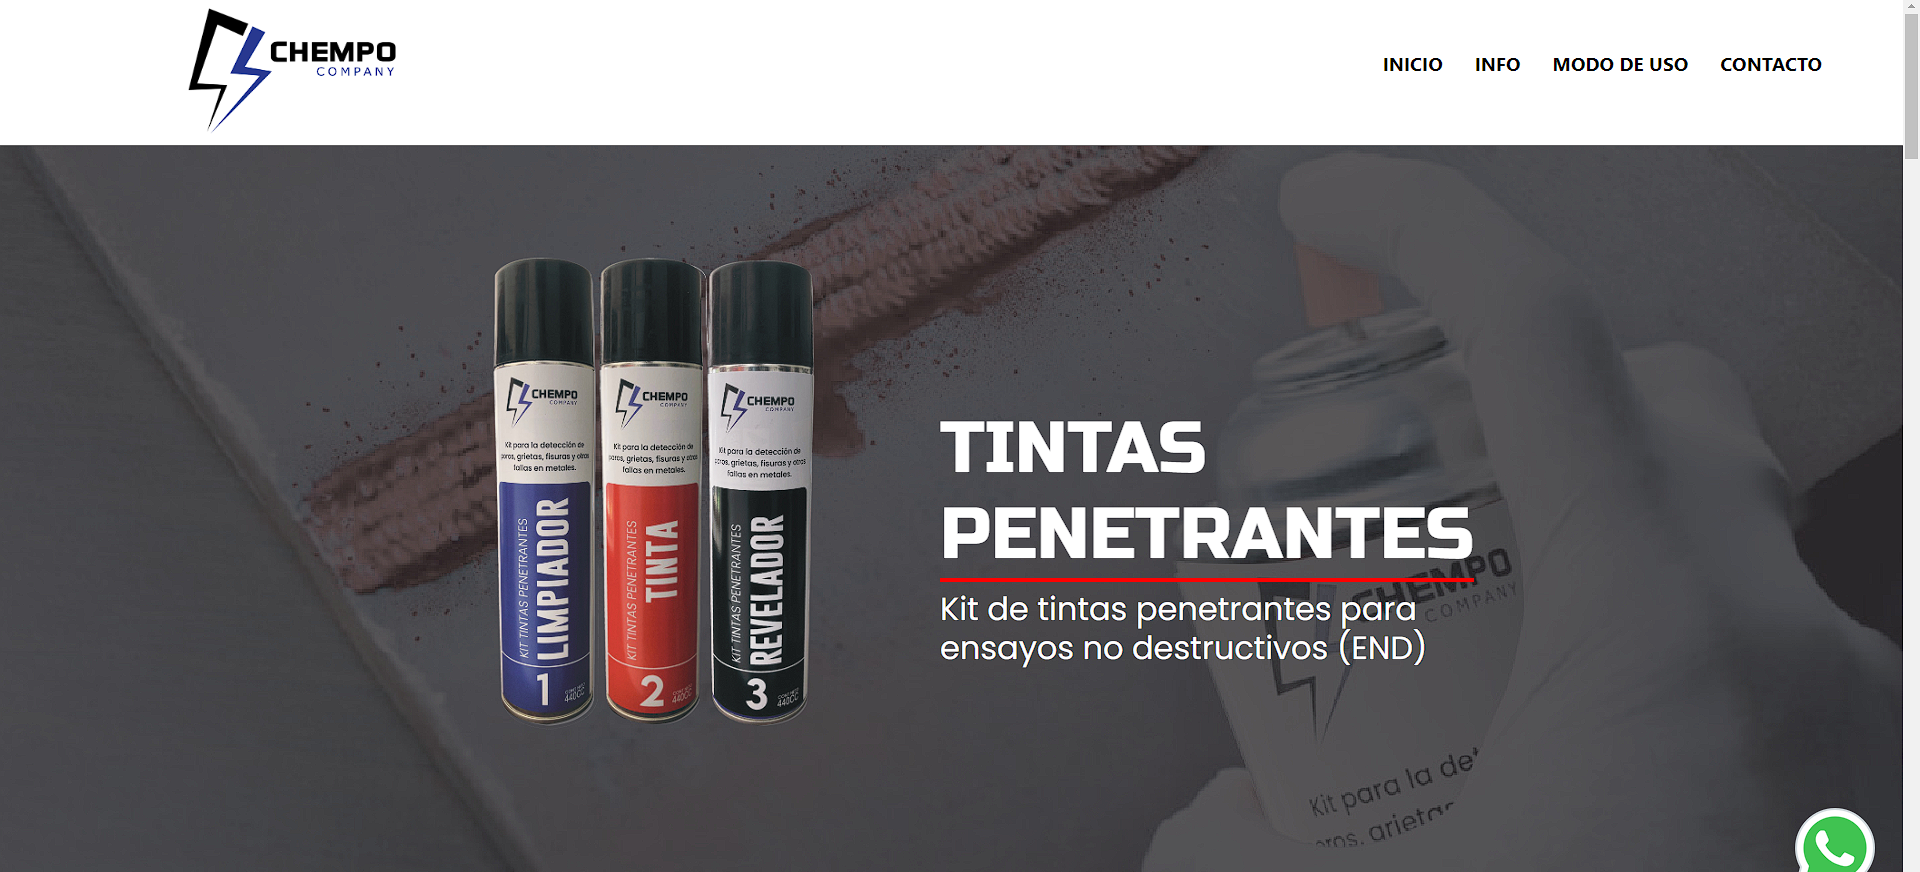 CHEMPO
COMPANY
INICIO INFO MODO DE USO CONTACTO
CHEMPO
COMPANY
Kit para la detección de
poros, grietas, fisuras y otras
fallas en metales.
KIT TINTAS PENETRANTES
LIMPIADOR
1
440CC
CHEMPO
COMPANY
Kit para la detección de
poros, grietas, fisuras y otras
fallas en metales.
KIT TINTAS PENETRANTES
TINTA
2
440CC
CHEMPO
COMPANY
Kit para la detección de
poros, grietas, fisuras y otras
fallas en metales.
KIT TINTAS PENETRANTES
REVELADOR
3
440CC
TINTAS
PENETRANTES
Kit de tintas penetrantes para
ensayos no destructivos (END)
CHEMPO
COMPANY
Kit para la